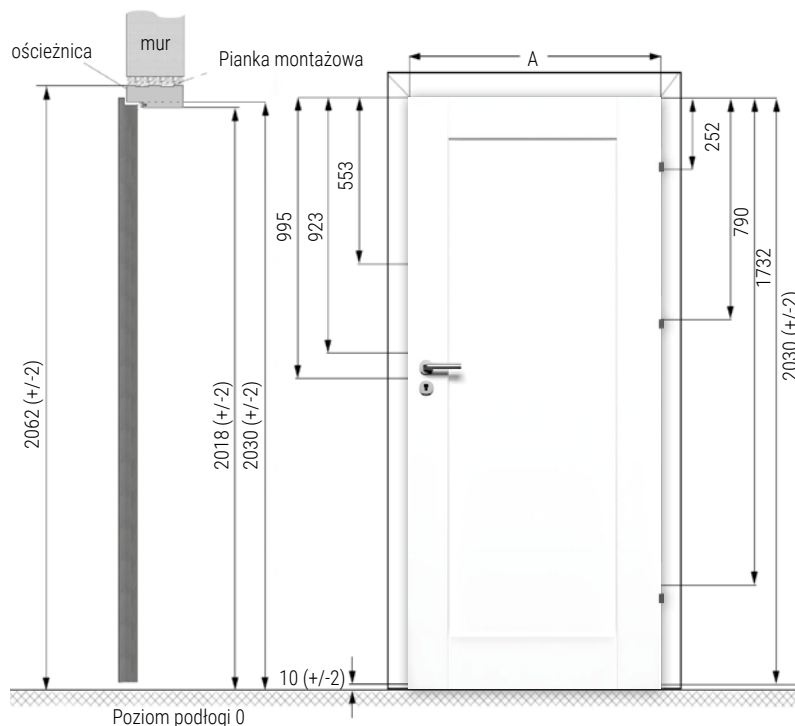 mur
ościeżnica
Pianka montażowa
A
252
553
790
923
995
1732
2030 (+/-2)
2062 (+/-2)
2018 (+/-2)
2030 (+/-2)
10 (+/-2)
Poziom podłogi 0